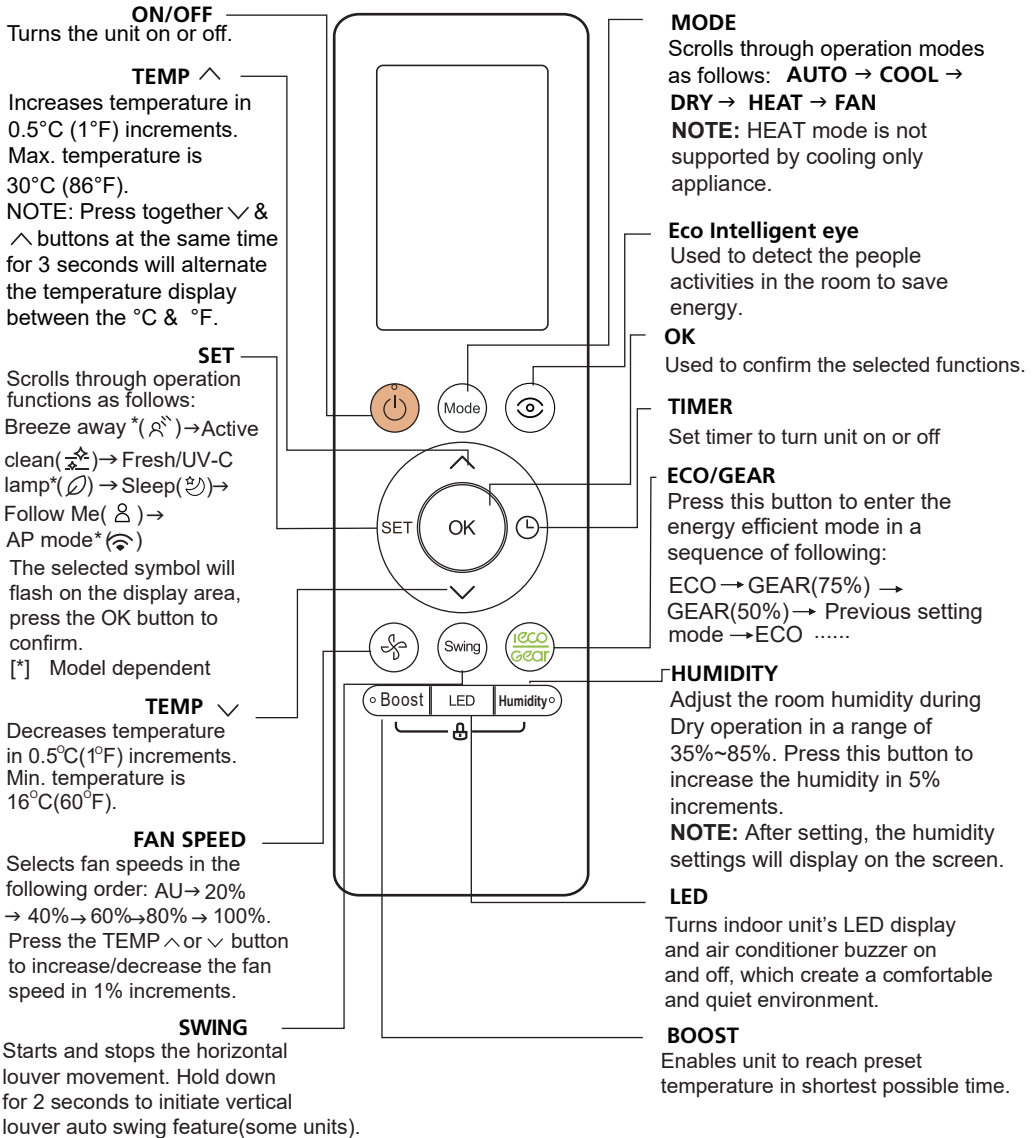 ON/OFF
Turns the unit on or off.
TEMP ︿
Increases temperature in
0.5°C (1°F) increments.
Max. temperature is
30°C (86°F).
NOTE: Press together ﹀ &
︿ buttons at the same time
for 3 seconds will alternate
the temperature display
between the °C & °F.
SET
Scrolls through operation
functions as follows:
Breeze away *( )→Active
clean( )→ Fresh/UV-C
lamp*( ) →Sleep( )→
Follow Me( )→
AP mode* ( )
The selected symbol will
flash on the display area,
press the OK button to
confirm.
[*] Model dependent
TEMP ﹀
Decreases temperature
in 0.5°C(1°F) increments.
Min. temperature is
16°C(60°F).
FAN SPEED
Selects fan speeds in the
following order: AU→ 20%
→ 40%→ 60%→80% → 100%.
Press the TEMP ︿ or ﹀ button
to increase/decrease the fan
speed in 1% increments.
SWING
Starts and stops the horizontal
louver movement. Hold down
for 2 seconds to initiate vertical
louver auto swing feature(some units).
Mode
SET
OK
Swing
ieco
Gear
Boost
LED
Humidity
MODE
Scrolls through operation modes
as follows: AUTO → COOL →
DRY → HEAT → FAN
NOTE: HEAT mode is not
supported by cooling only
appliance.
Eco Intelligent eye
Used to detect the people
activities in the room to save
energy.
OK
Used to confirm the selected functions.
TIMER
Set timer to turn unit on or off
ECO/GEAR
Press this button to enter the
energy efficient mode in a
sequence of following:
ECO → GEAR(75%) →
GEAR(50%)→ Previous setting
mode →ECO ······
HUMIDITY
Adjust the room humidity during
Dry operation in a range of
35%~85%. Press this button to
increase the humidity in 5%
increments.
NOTE: After setting, the humidity
settings will display on the screen.
LED
Turns indoor unit's LED display
and air conditioner buzzer on
and off, which create a comfortable
and quiet environment.
BOOST
Enables unit to reach preset
temperature in shortest possible time.